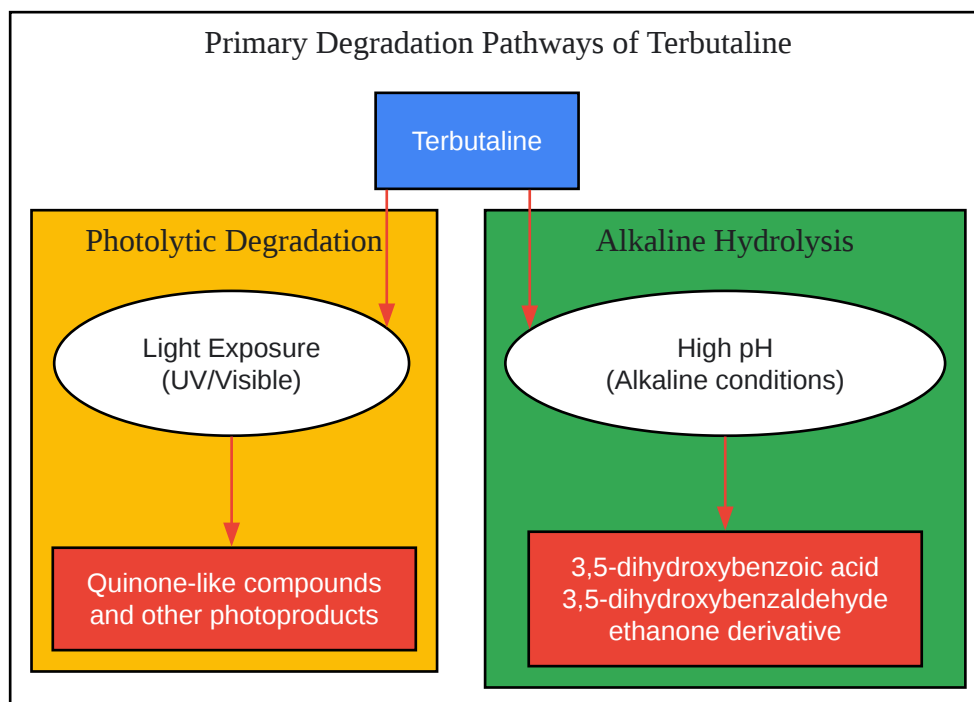 Primary Degradation Pathways of Terbutaline
Terbutaline
Photolytic Degradation
Light Exposure
(UV/Visible)
Quinone-like compounds
and other photoproducts
Alkaline Hydrolysis
High pH
(Alkaline conditions)
3,5-dihydroxybenzoic acid
3,5-dihydroxybenzaldehyde
ethanone derivative